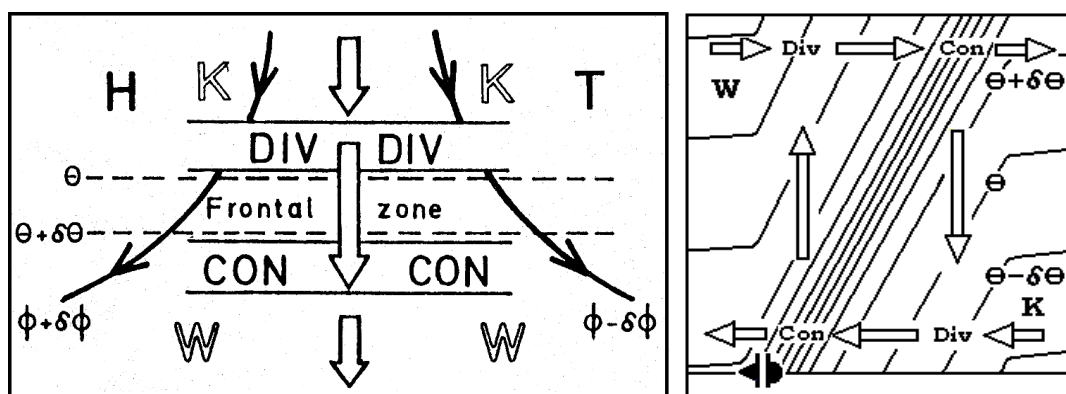 H K K T
DIV DIV
θ
Frontal zone
θ+δθ
CON CON
ϕ+δϕ W W ϕ-δϕ
Div Con
W θ+δθ
θ
θ-δθ
K
Con Div